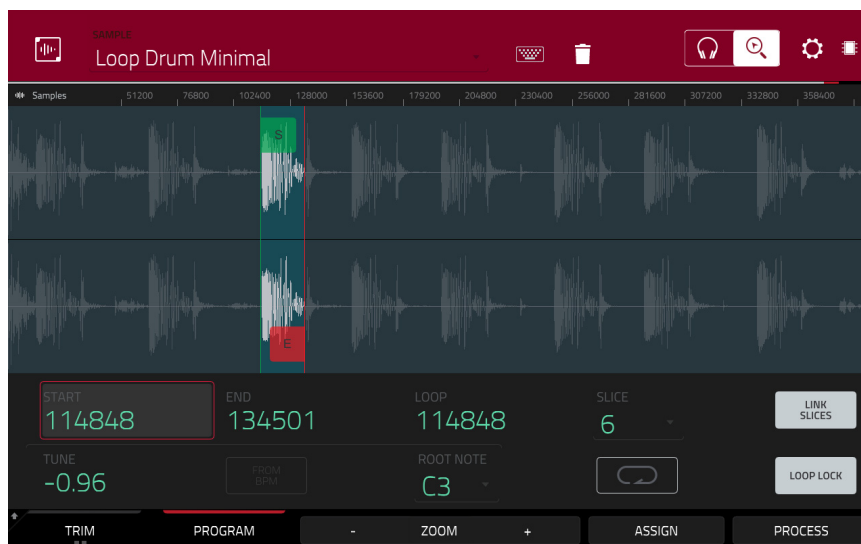 SAMPLE
Loop Drum Minimal
Samples 51200 76800 102400 128000 153600 179200 204800 230400 256000 281600 307200 332800 358400
S
E
START END LOOP SLICE
114848 134501 114848 6 LINK SLICES
TUNE FROM BPM ROOT NOTE
-0.96 C3 LOOP LOCK
TRIM PROGRAM - ZOOM + ASSIGN PROCESS